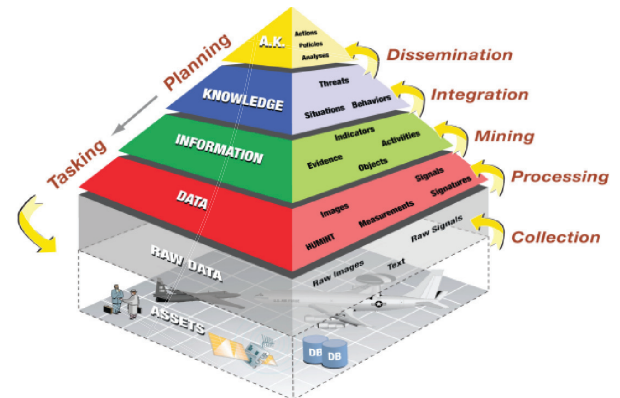 A.K.
Actions
Policies
Analyses
Dissemination
Planning
KNOWLEDGE
Threats
Situations Behaviors
Integration
INFORMATION
Indicators
Activiities
Evidence
Objects
Mining
Tasking
DATA
Signals
Images
Signatures
Measurements
HUMINT
Processing
RAW DATA
Raw Signals
Text
Raw Images
Collection
ASSETS
DB
DB